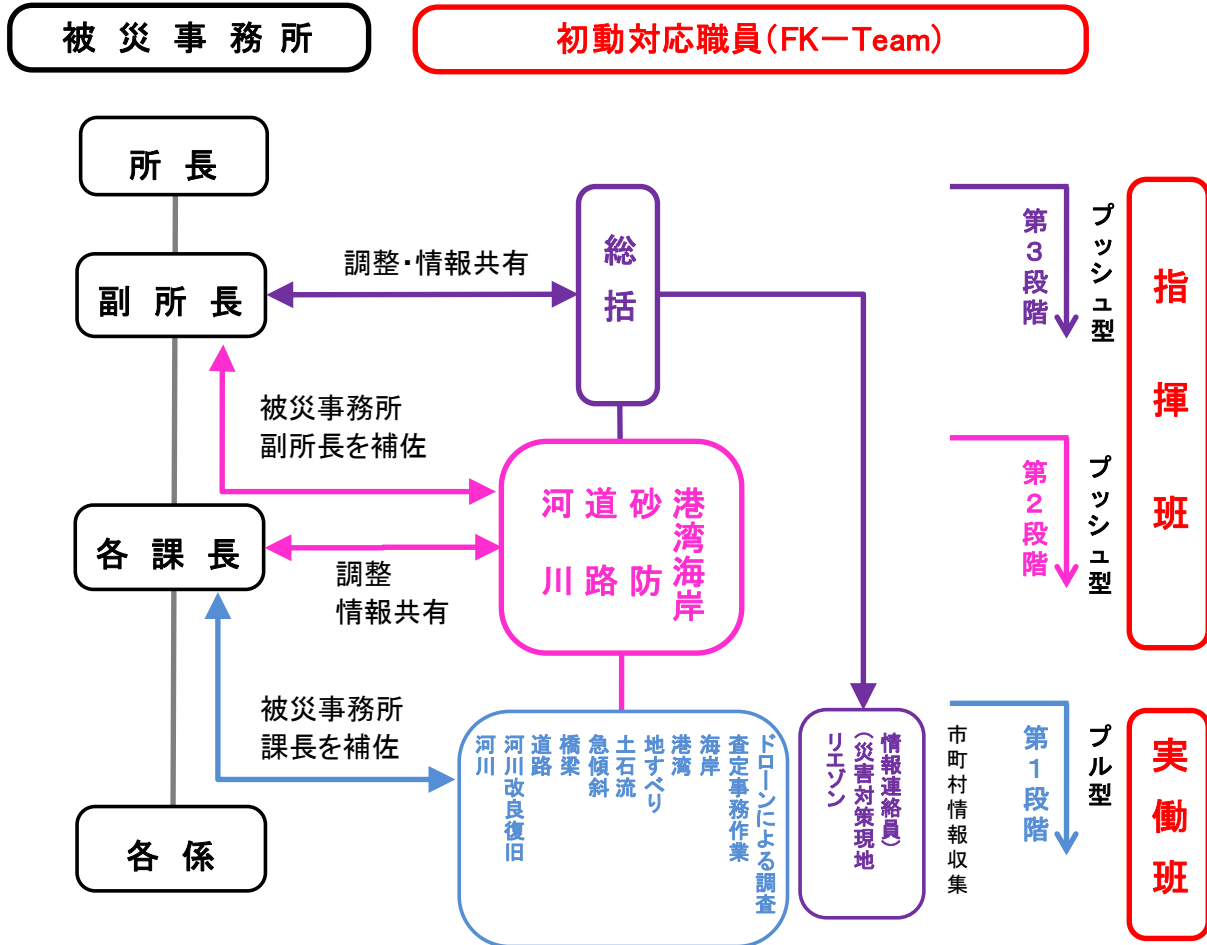 被災事務所
初動対応職員(FK－Team)
所長
副所長
各課長
各係
調整・情報共有
被災事務所
副所長を補佐
調整
情報共有
被災事務所
課長を補佐
総括
河川
道路
砂防
港湾海岸
河川
河川改良復旧
道路
橋梁
急傾斜
土石流
地すべり
港湾
海岸
査定事務作業
ドローンによる調査
リエゾン
(災害対策現地
情報連絡員)
市町村情報収集
第3段階
プッシュ型
第2段階
プッシュ型
第1段階
プル型
指揮班
実働班